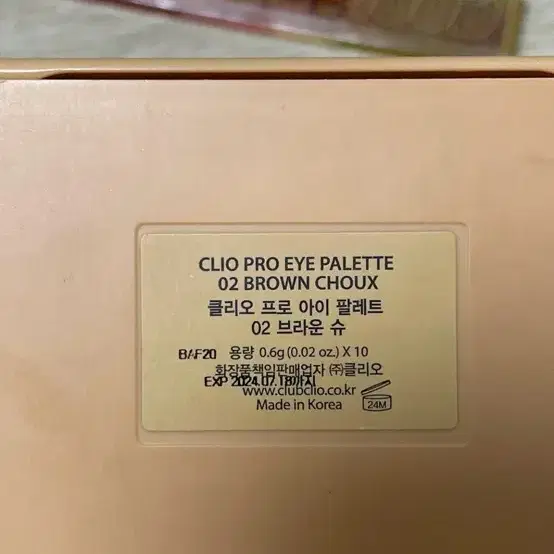 CLIO PRO EYE PALETTE
02 BROWN CHOUX
클리오 프로 아이 팔레트
02 브라운 슈
BAF20 용량 0.6g (0.02 oz.) X 10
화장품책임판매업자 ㈜클리오
EXP 2024.07.18까지
www.clubclio.co.kr
Made in Korea 24M